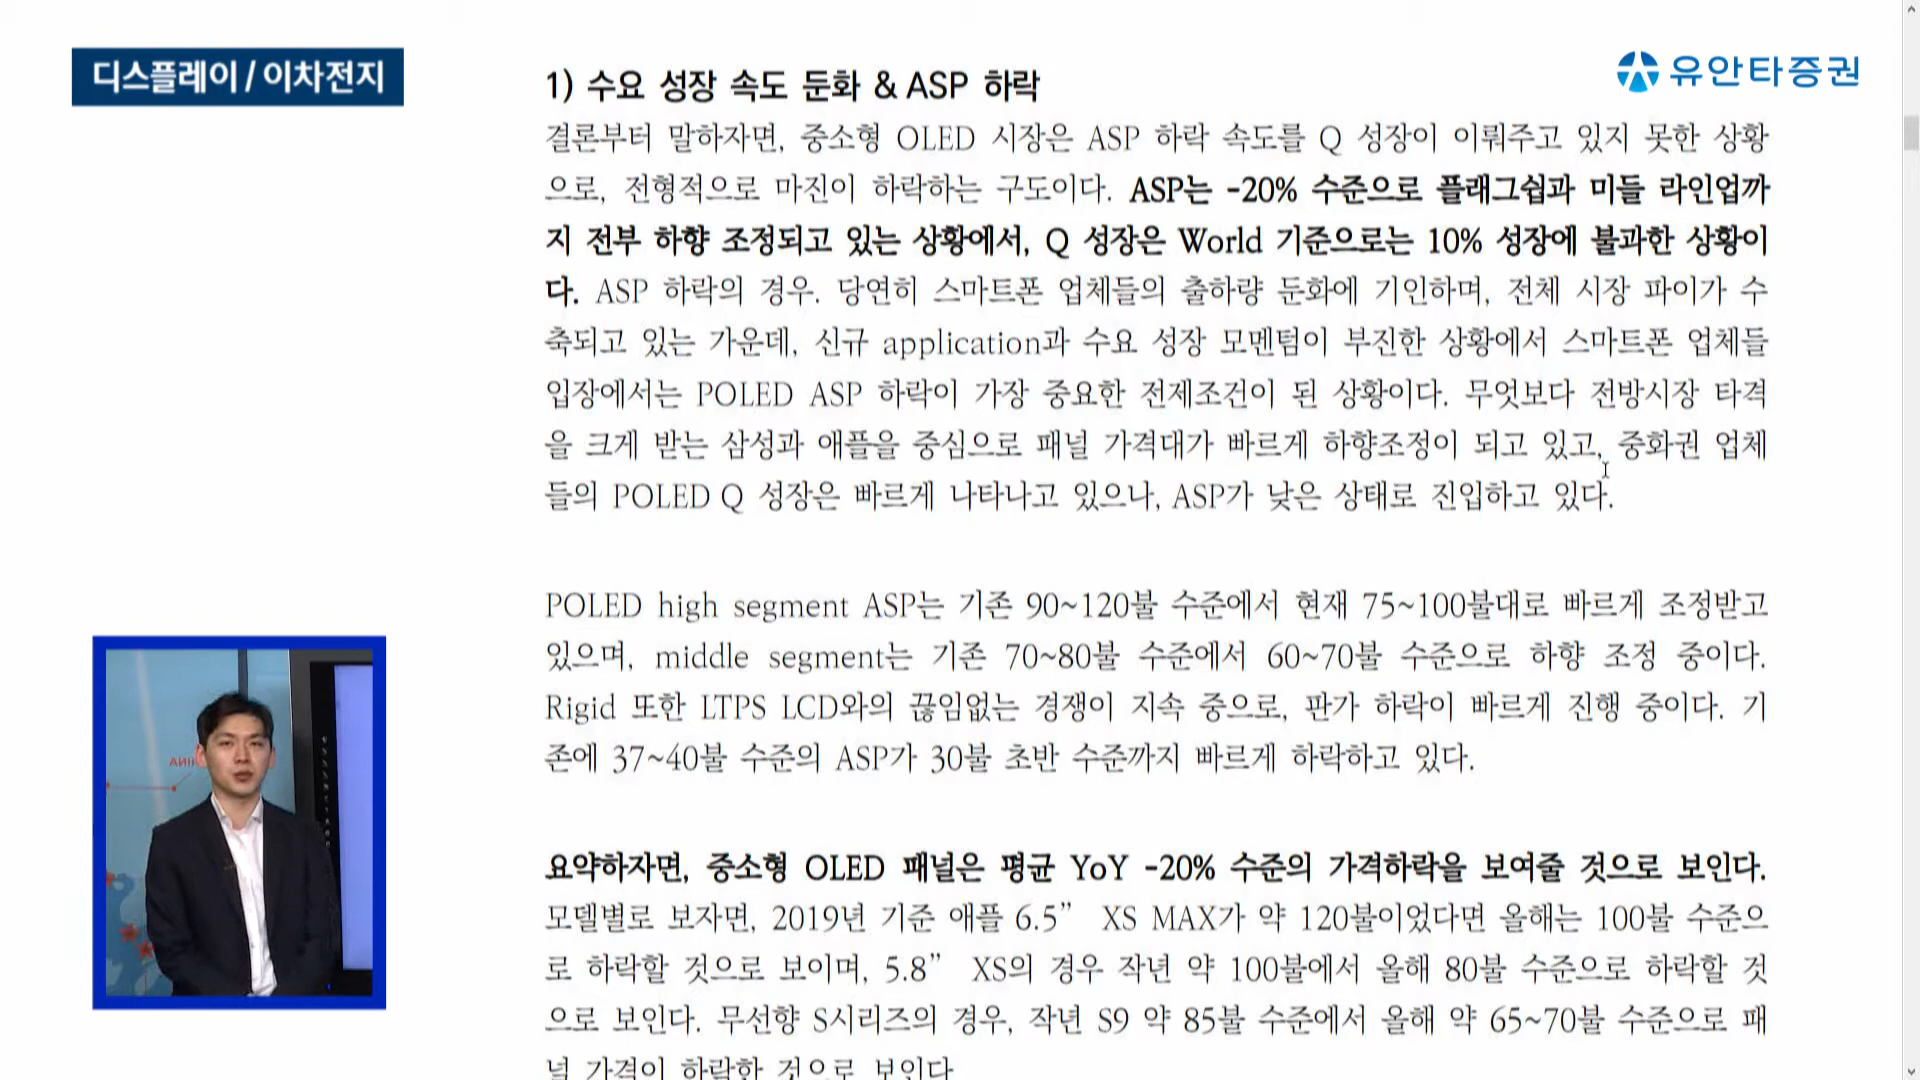 디스플레이 / 이차전지
유안타증권
1) 수요 성장 속도 둔화 & ASP 하락
결론부터 말하자면, 중소형 OLED 시장은 ASP 하락 속도를 Q 성장이 이뤄주고 있지 못한 상황
으로, 전형적으로 마진이 하락하는 구도이다. ASP는 -20% 수준으로 플래그쉽과 미들 라인업까
지 전부 하향 조정되고 있는 상황에서, Q 성장은 World 기준으로는 10% 성장에 불과한 상황이
다. ASP 하락의 경우. 당연히 스마트폰 업체들의 출하량 둔화에 기인하며, 전체 시장 파이가 수
축되고 있는 가운데, 신규 application과 수요 성장 모멘텀이 부진한 상황에서 스마트폰 업체들
입장에서는 POLED ASP 하락이 가장 중요한 전제조건이 된 상황이다. 무엇보다 전방시장 타격
을 크게 받는 삼성과 애플을 중심으로 패널 가격대가 빠르게 하향조정이 되고 있고, 중화권 업체
들의 POLED Q 성장은 빠르게 나타나고 있으나, ASP가 낮은 상태로 진입하고 있다.
POLED high segment ASP는 기존 90~120불 수준에서 현재 75~100불대로 빠르게 조정받고
있으며, middle segment는 기존 70~80불 수준에서 60~70불 수준으로 하향 조정 중이다.
Rigid 또한 LTPS LCD와의 끊임없는 경쟁이 지속 중으로, 판가 하락이 빠르게 진행 중이다. 기
존에 37~40불 수준의 ASP가 30불 초반 수준까지 빠르게 하락하고 있다.
요약하자면, 중소형 OLED 패널은 평균 YoY -20% 수준의 가격하락을 보여줄 것으로 보인다.
모델별로 보자면, 2019년 기준 애플 6.5” XS MAX가 약 120불이었다면 올해는 100불 수준으
로 하락할 것으로 보이며, 5.8” XS의 경우 작년 약 100불에서 올해 80불 수준으로 하락할 것
으로 보인다. 무선향 S시리즈의 경우, 작년 S9 약 85불 수준에서 올해 약 65~70불 수준으로 패
널 가격이 하락한 것으로 보인다